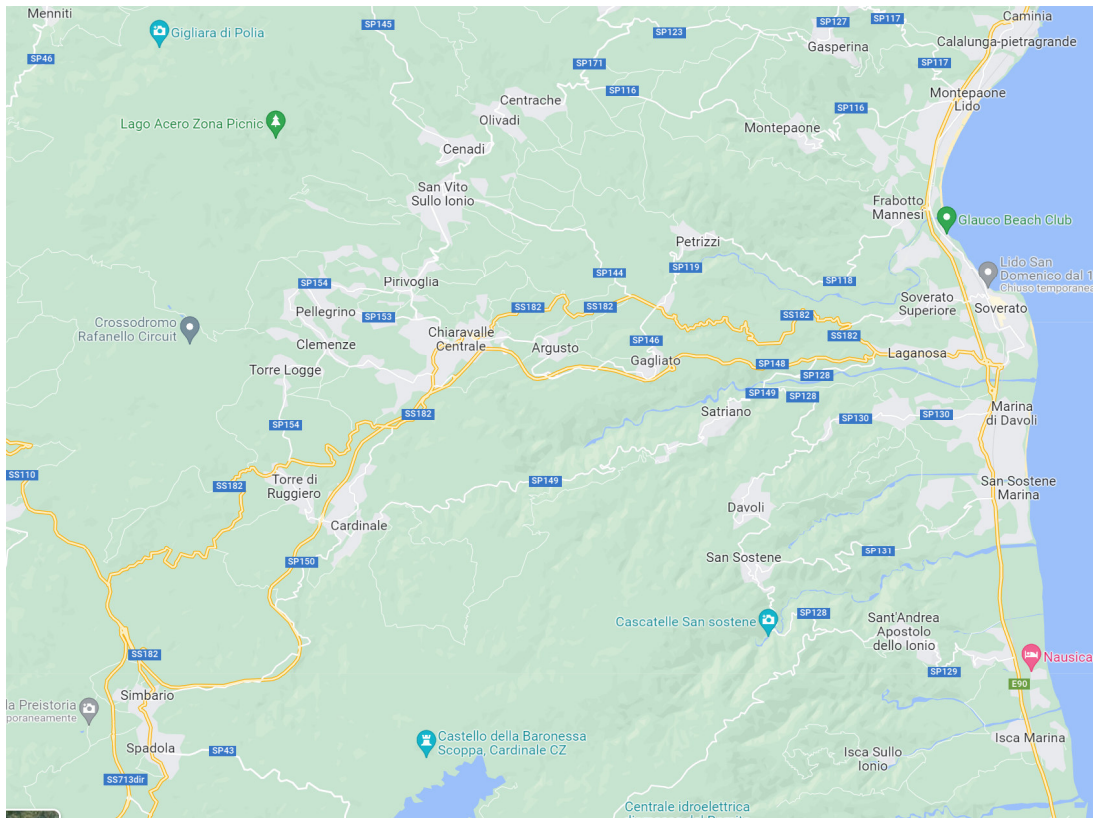 Menniti
SP145
SP127
SP117
Caminia
Gigliara di Polia
SP123
Gasperina
Calalunga-pietragrande
SP46
SP171
SP117
SP116
Montepaone
Lido
Centrache
SP116
Olivadi
Lago Acero Zona Picnic
Montepaone
Cenadi
San Vito
Sullo Ionio
Frabotto
Mannesi
Glauco Beach Club
Petrizzi
SP119
Lido San
Domenico dal 1
Chiuso temporanea
SP144
SP118
SP154
Pirivoglia
Soverato
Superiore
Soverato
SS182
SS182
SS182
Pellegrino
SP153
Crossodromo
Rafanello Circuit
Chiaravalle
Centrale
SS182
SP146
Clemenze
Argusto
Gagliato
Laganosa
SP148
Torre Logge
SP128
SP149
SP128
Satriano
SS182
SP130
SP130
Marina
di Davoli
SP154
SS110
SS182
Torre di
Ruggiero
SP149
San Sostene
Marina
Davoli
Cardinale
SP150
San Sostene
SP131
Cascatelle San sostene
SP128
Sant'Andrea
Apostolo
dello Ionio
SS182
SP129
Nausica
E90
Simbario
la Preistoria
poraneamente
Spadola
SP43
Castello della Baronessa
Scoppa, Cardinale CZ
Isca Marina
Isca Sullo
Ionio
SS713dir
Centrale idroelettrica